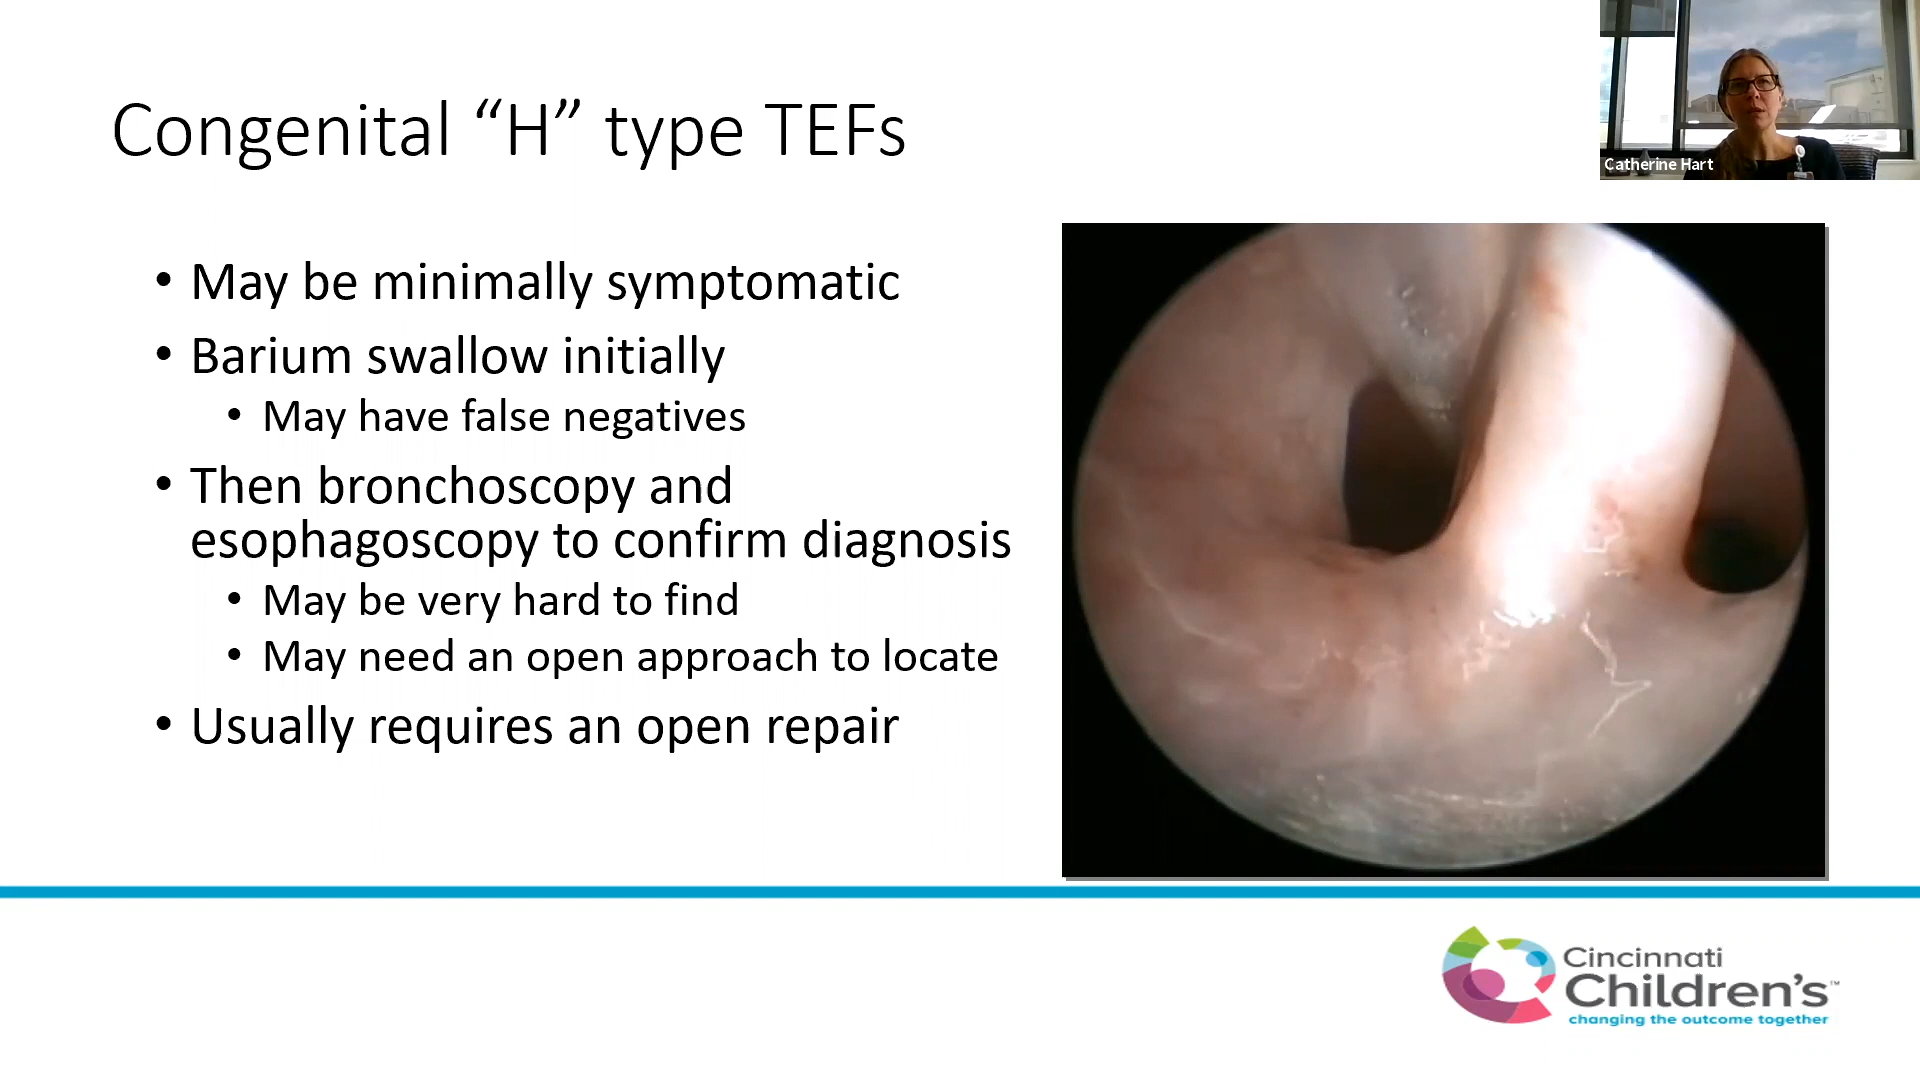 Congenital “H” type TEFs
Catherine Hart
• May be minimally symptomatic
• Barium swallow initially
• May have false negatives
• Then bronchoscopy and
esophagoscopy to confirm diagnosis
• May be very hard to find
• May need an open approach to locate
• Usually requires an open repair
Cincinnati
Children’s™
changing the outcome together